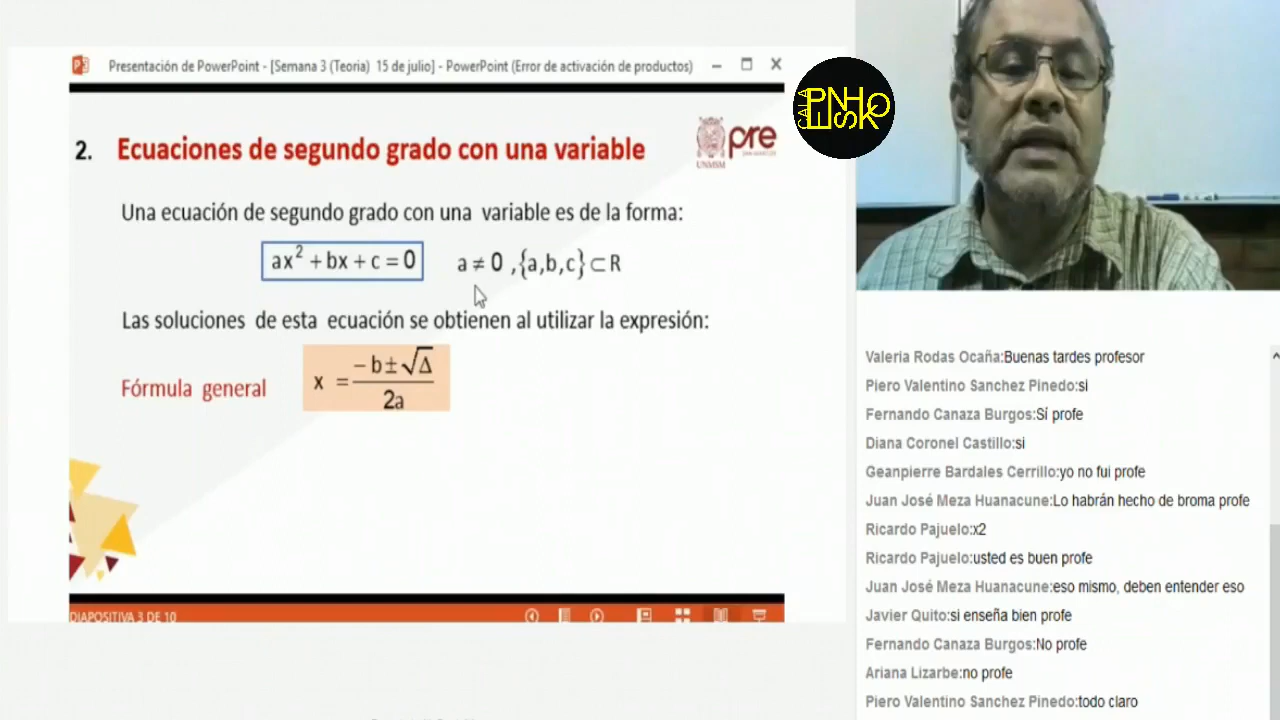 Presentación de PowerPoint - [Semana 3 (Teoria) 15 de julio] - PowerPoint (Error de activación de productos)
2. Ecuaciones de segundo grado con una variable
pre
UNMSM
Una ecuación de segundo grado con una variable es de la forma:
ax² + bx + c = 0 a ≠ 0 ,{a,b,c} ⊂ R
Las soluciones de esta ecuación se obtienen al utilizar la expresión:
Fórmula general x = (−b ± √Δ) / 2a
DIAPOSITIVA 3 DE 10
Valeria Rodas Ocaña:Buenas tardes profesor
Piero Valentino Sanchez Pinedo:si
Fernando Canaza Burgos:Sí profe
Diana Coronel Castillo:si
Geanpierre Bardales Cerrillo:yo no fui profe
Juan José Meza Huanacune:Lo habrán hecho de broma profe
Ricardo Pajuelo:x2
Ricardo Pajuelo:usted es buen profe
Juan José Meza Huanacune:eso mismo, deben entender eso
Javier Quito:si enseña bien profe
Fernando Canaza Burgos:No profe
Ariana Lizarbe:no profe
Piero Valentino Sanchez Pinedo:todo claro